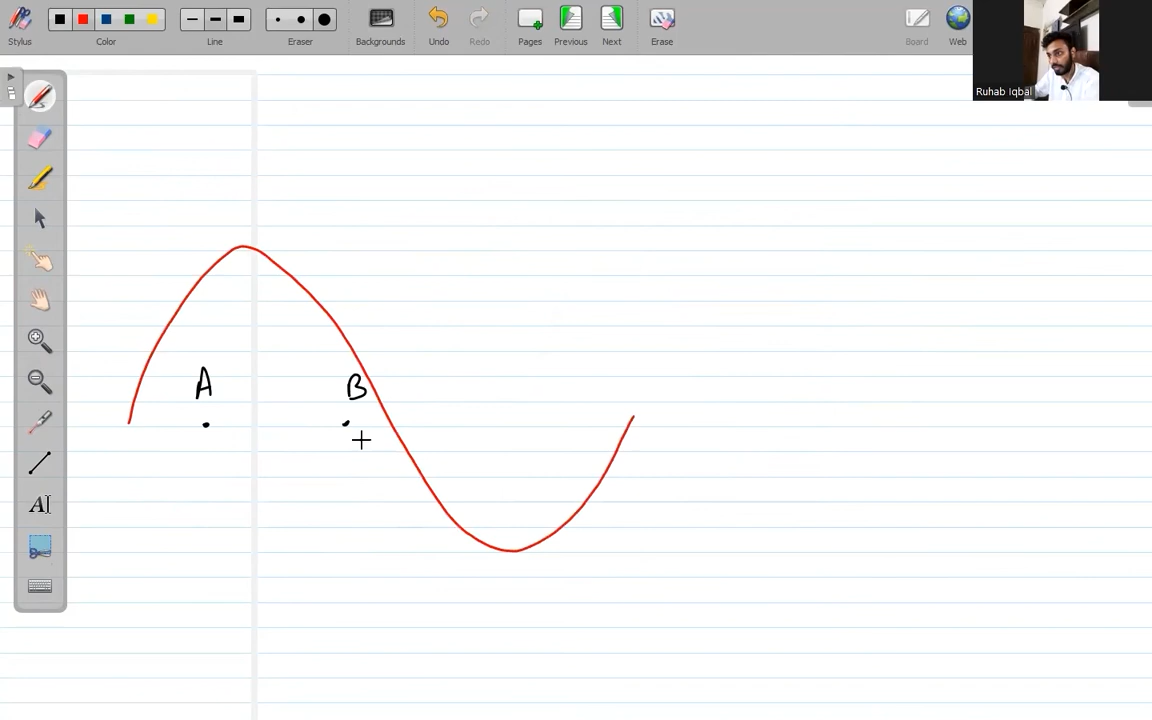 Stylus
Color
Line
Eraser
Backgrounds
Undo
Redo
Pages
Previous
Next
Erase
Board
Web
Ruhab Iqbal
A
B
A